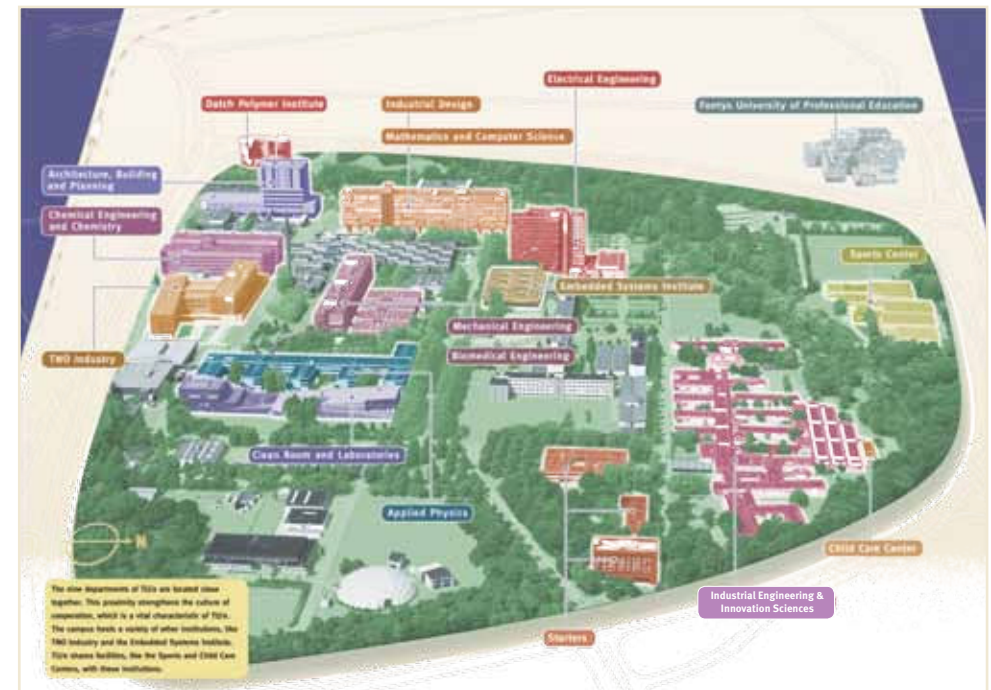 Electrical Engineering
Dutch Polymer Institute
Industrial Design
Fontys University of Professional Education
Mathematics and Computer Science
Architecture, Building
and Planning
Chemical Engineering
and Chemistry
Sports Center
Embedded Systems Institute
Mechanical Engineering
Biomedical Engineering
TNO Industry
Clean Room and Laboratories
Applied Physics
N
Child Care Center
The nine departments of TU/e are located close
together. This proximity strengthens the culture of
cooperation, which is a vital characteristic of TU/e.
The campus hosts a variety of other institutions, like
TNO Industry and the Embedded Systems Institute.
TU/e shares facilities, like the Sports and Child Care
Centers, with these institutions.
Industrial Engineering &
Innovation Sciences
Starters